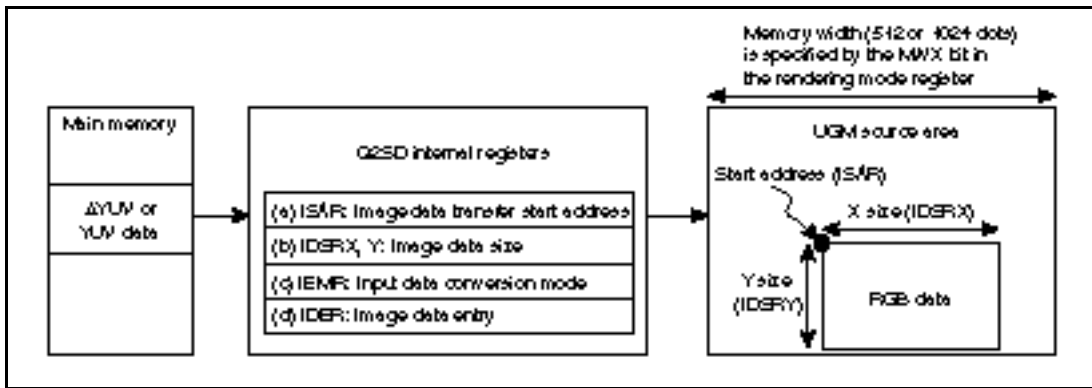 Memory width (512 or 1024 dots)
is specified by the MWX bit in
the rendering mode register
Main memory
ΔYUV or
YUV data
Q2SD internal registers
(a) ISAR: Image data transfer start address
(b) IDSRX, Y: Image data size
(c) IEMR: Input data conversion mode
(d) IDER: Image data entry
UGM source area
Start address (ISAR)
X size (IDSRX)
Y size
(IDSRY)
RGB data